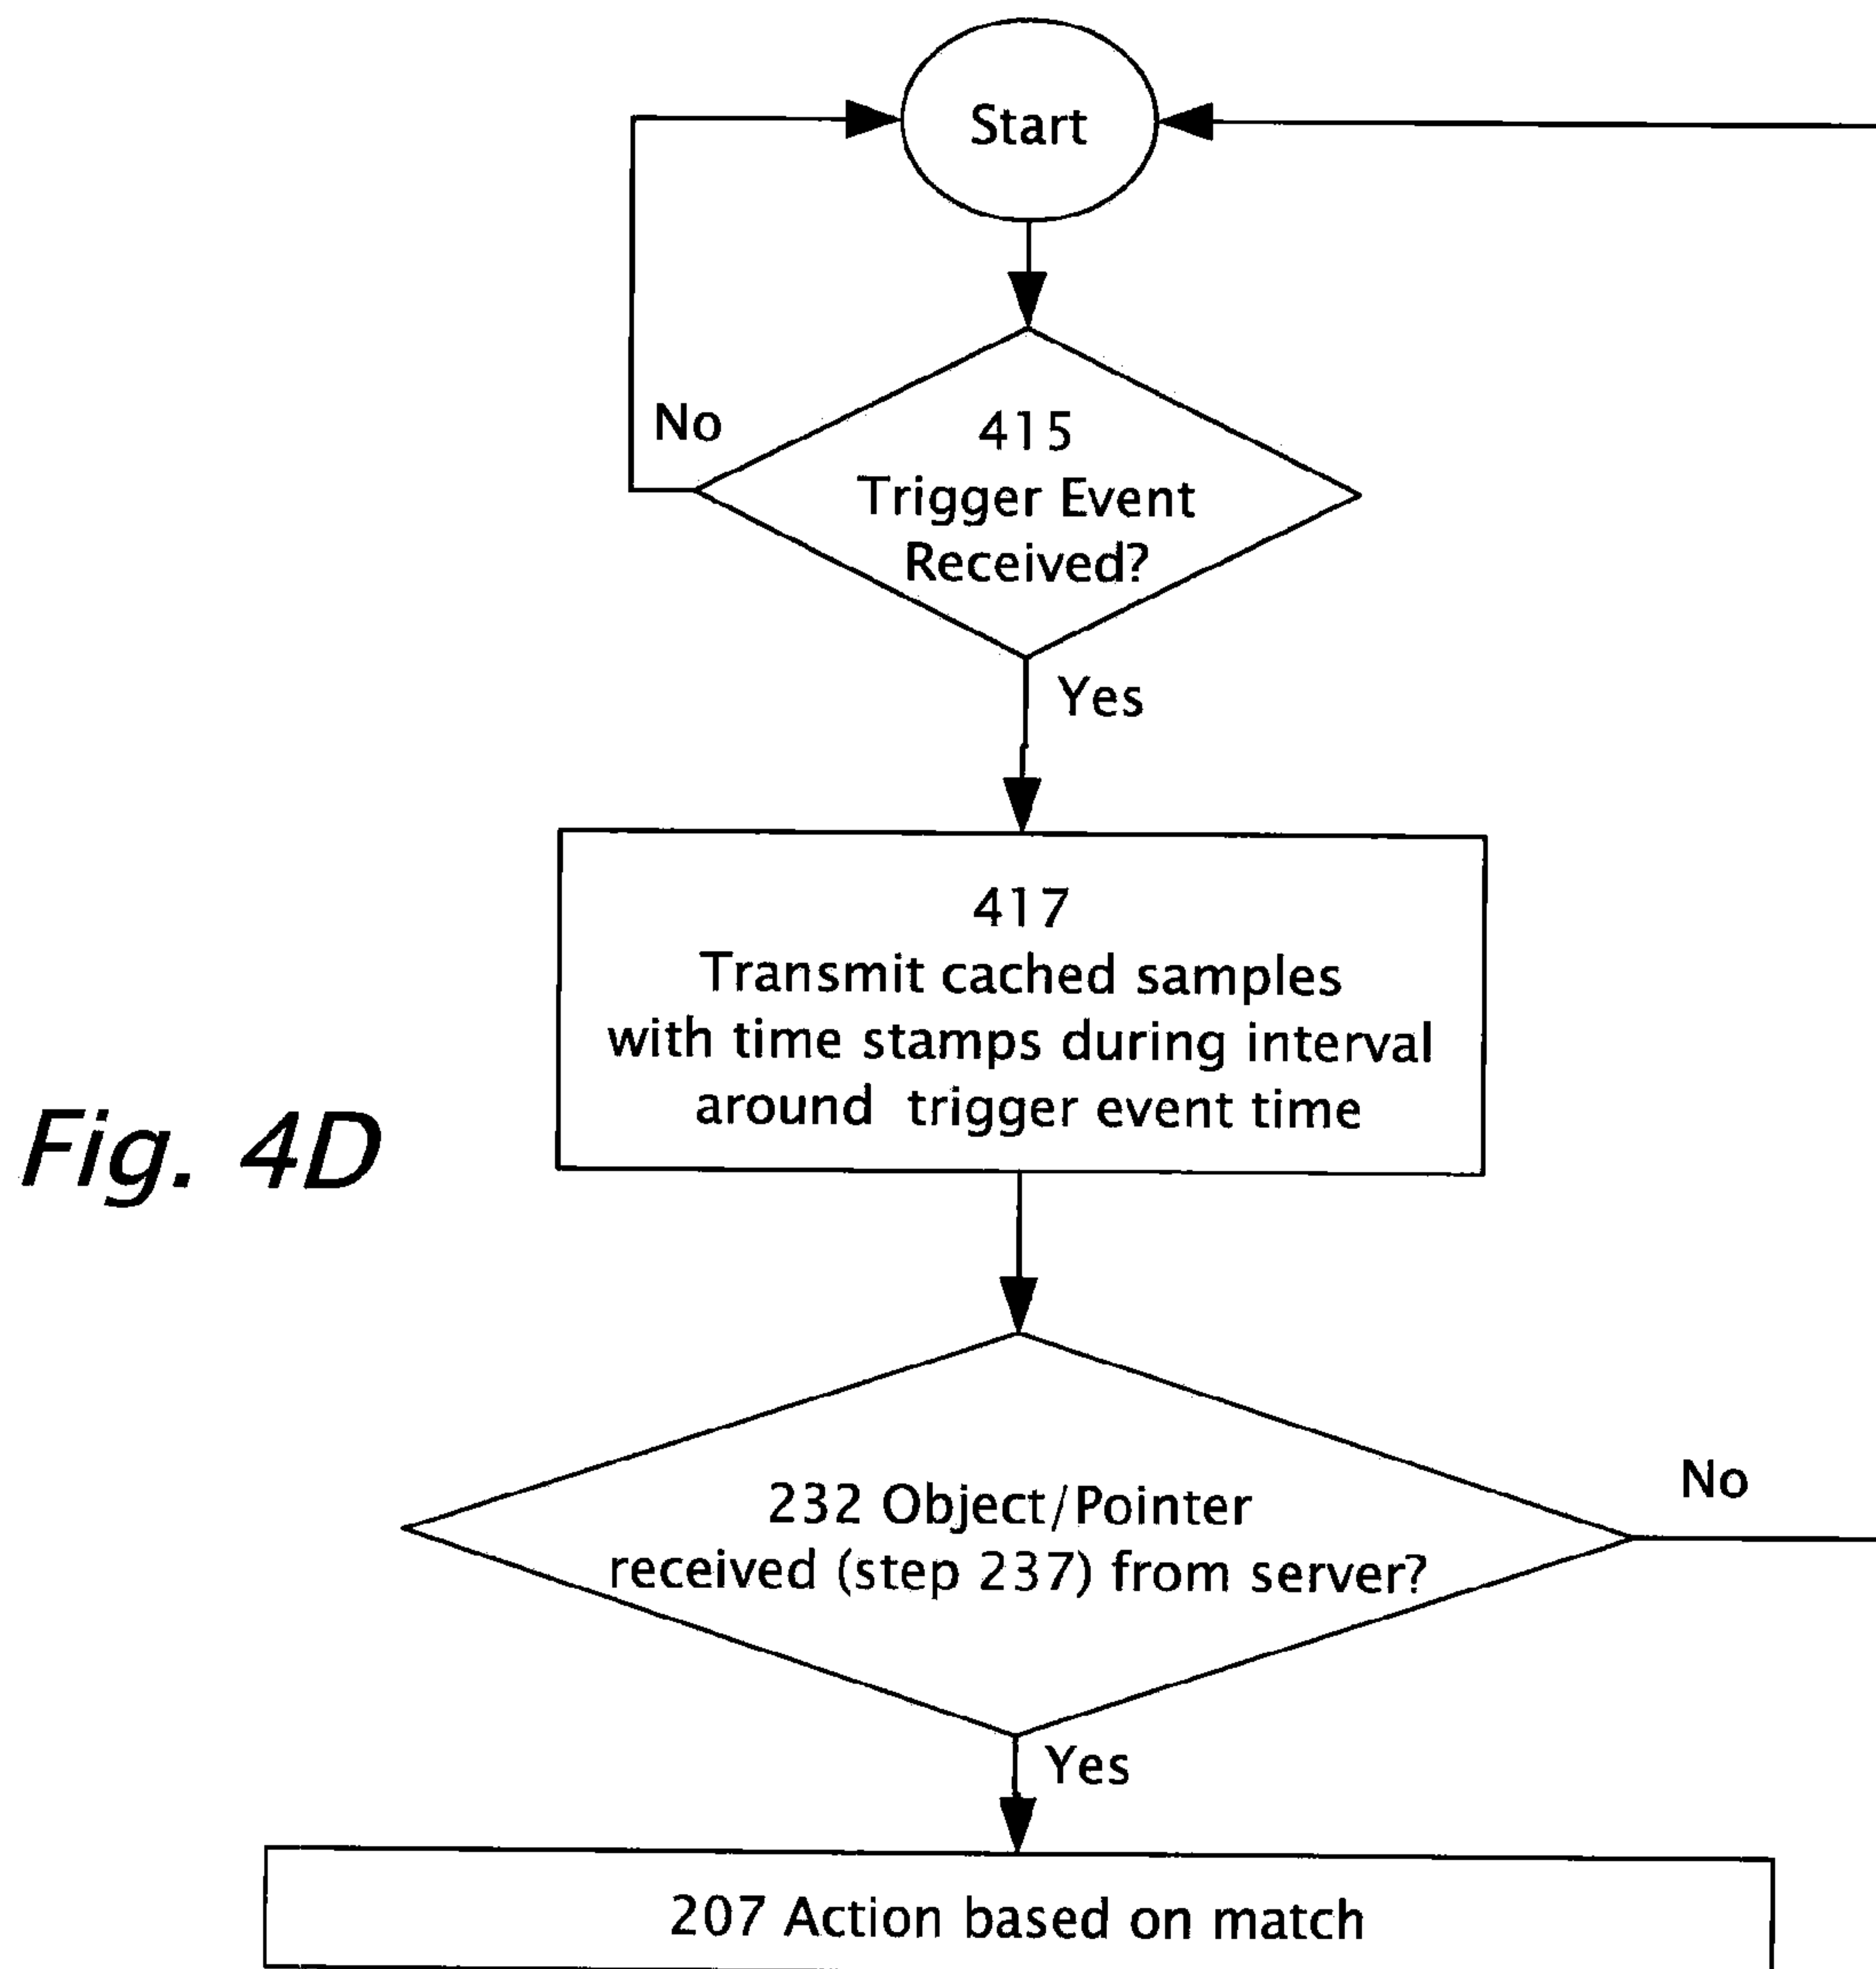 Start
No
415
Trigger Event
Received?
Yes
417
Transmit cached samples
with time stamps during interval
around trigger event time
Fig. 4D
232 Object/Pointer
received (step 237) from server?
No
Yes
207 Action based on match